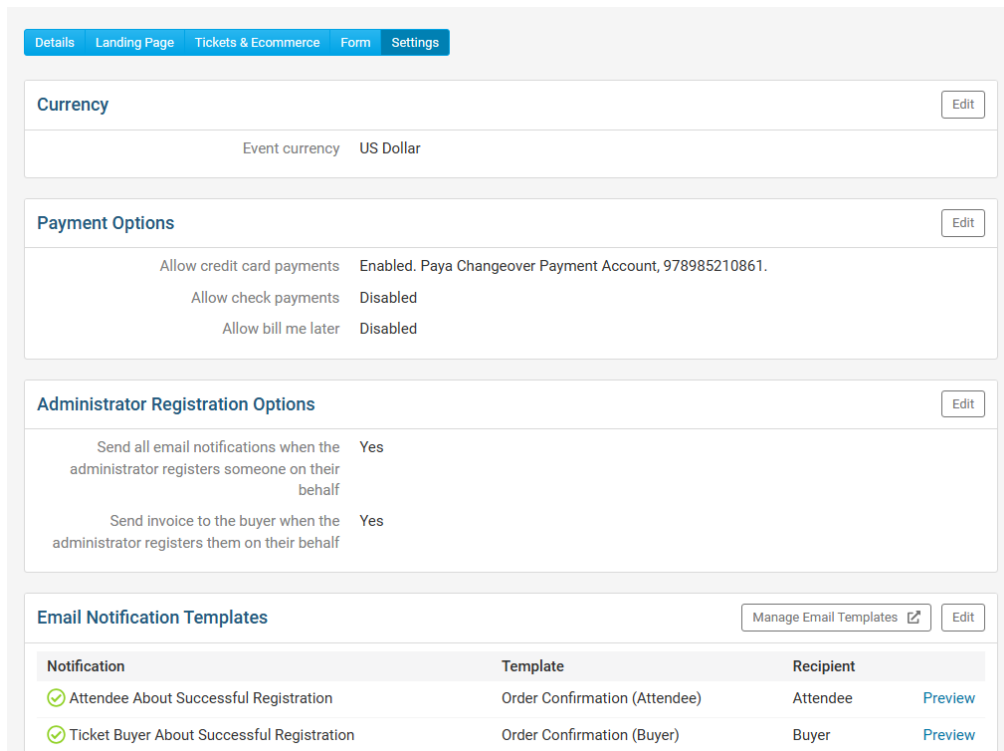 Details Landing Page Tickets & Ecommerce Form Settings
Currency Edit
Event currency US Dollar
Payment Options Edit
Allow credit card payments Enabled. Paya Changeover Payment Account, 978985210861.
Allow check payments Disabled
Allow bill me later Disabled
Administrator Registration Options Edit
Send all email notifications when the Yes
administrator registers someone on their
behalf
Send invoice to the buyer when the Yes
administrator registers them on their behalf
Email Notification Templates Manage Email Templates Edit
Notification Template Recipient
Attendee About Successful Registration Order Confirmation (Attendee) Attendee Preview
Ticket Buyer About Successful Registration Order Confirmation (Buyer) Buyer Preview